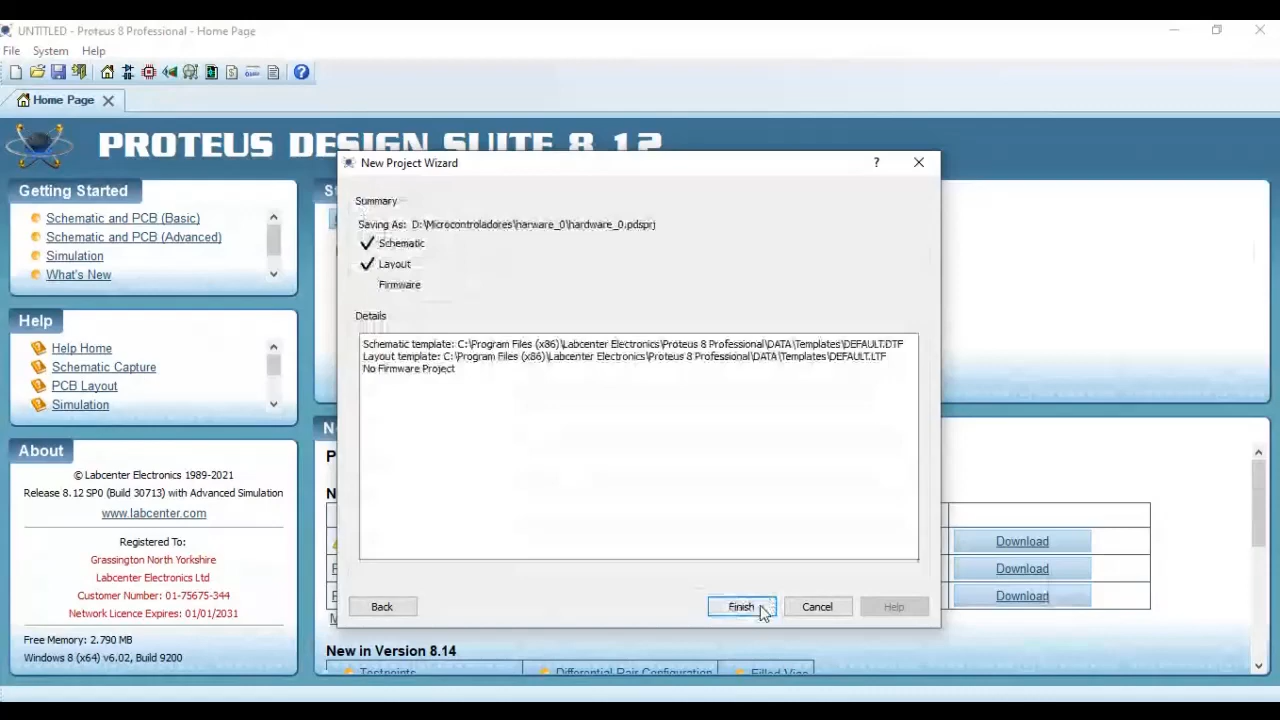 UNTITLED - Proteus 8 Professional - Home Page
File System Help
Home Page
PROTEUS DESIGN SUITE 8.12
Getting Started
Schematic and PCB (Basic)
Schematic and PCB (Advanced)
Simulation
What's New
Help
Help Home
Schematic Capture
PCB Layout
Simulation
About
© Labcenter Electronics 1989-2021
Release 8.12 SP0 (Build 30713) with Advanced Simulation
www.labcenter.com
Registered To:
Grassington North Yorkshire
Labcenter Electronics Ltd
Customer Number: 01-75675-344
Network Licence Expires: 01/01/2031
Free Memory: 2.790 MB
Windows 8 (x64) v6.02, Build 9200
New Project Wizard
?
Summary
Saving As: D:\Microcontroladores\harware_0\hardware_0.pdsprj
Schematic
Layout
Firmware
Details
Schematic template: C:\Program Files (x86)\Labcenter Electronics\Proteus 8 Professional\DATA\Templates\DEFAULT.DTF
Layout template: C:\Program Files (x86)\Labcenter Electronics\Proteus 8 Professional\DATA\Templates\DEFAULT.LTF
No Firmware Project
Back Finish Cancel Help
Download
Download
Download
New in Version 8.14
Testpoints Differential Pair Configuration Filled Vias